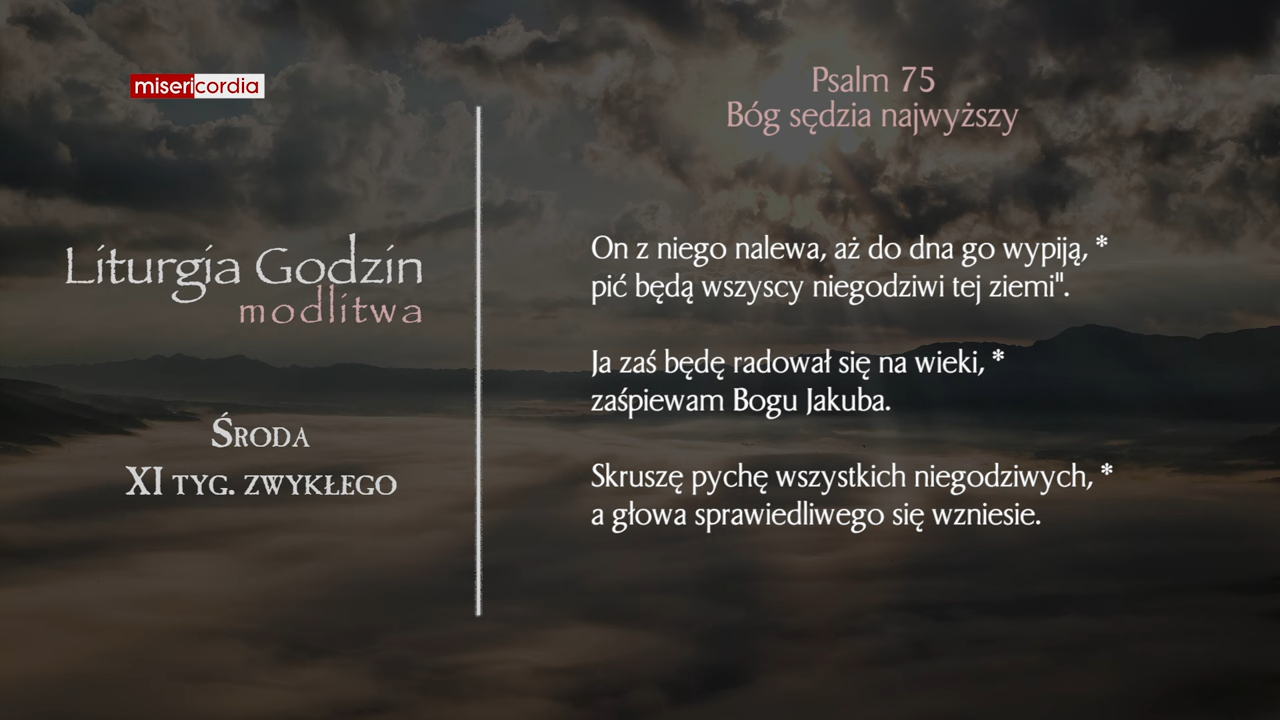 misericordia
Liturgia Godzin
modlitwa
Środa
XI tyg. zwykłego
Psalm 75
Bóg sędzia najwyższy
On z niego nalewa, aż do dna go wypiją, *
pić będą wszyscy niegodziwi tej ziemi".
Ja zaś będę radował się na wieki, *
zaśpiewam Bogu Jakuba.
Skruszę pychę wszystkich niegodziwych, *
a głowa sprawiedliwego się wzniesie.